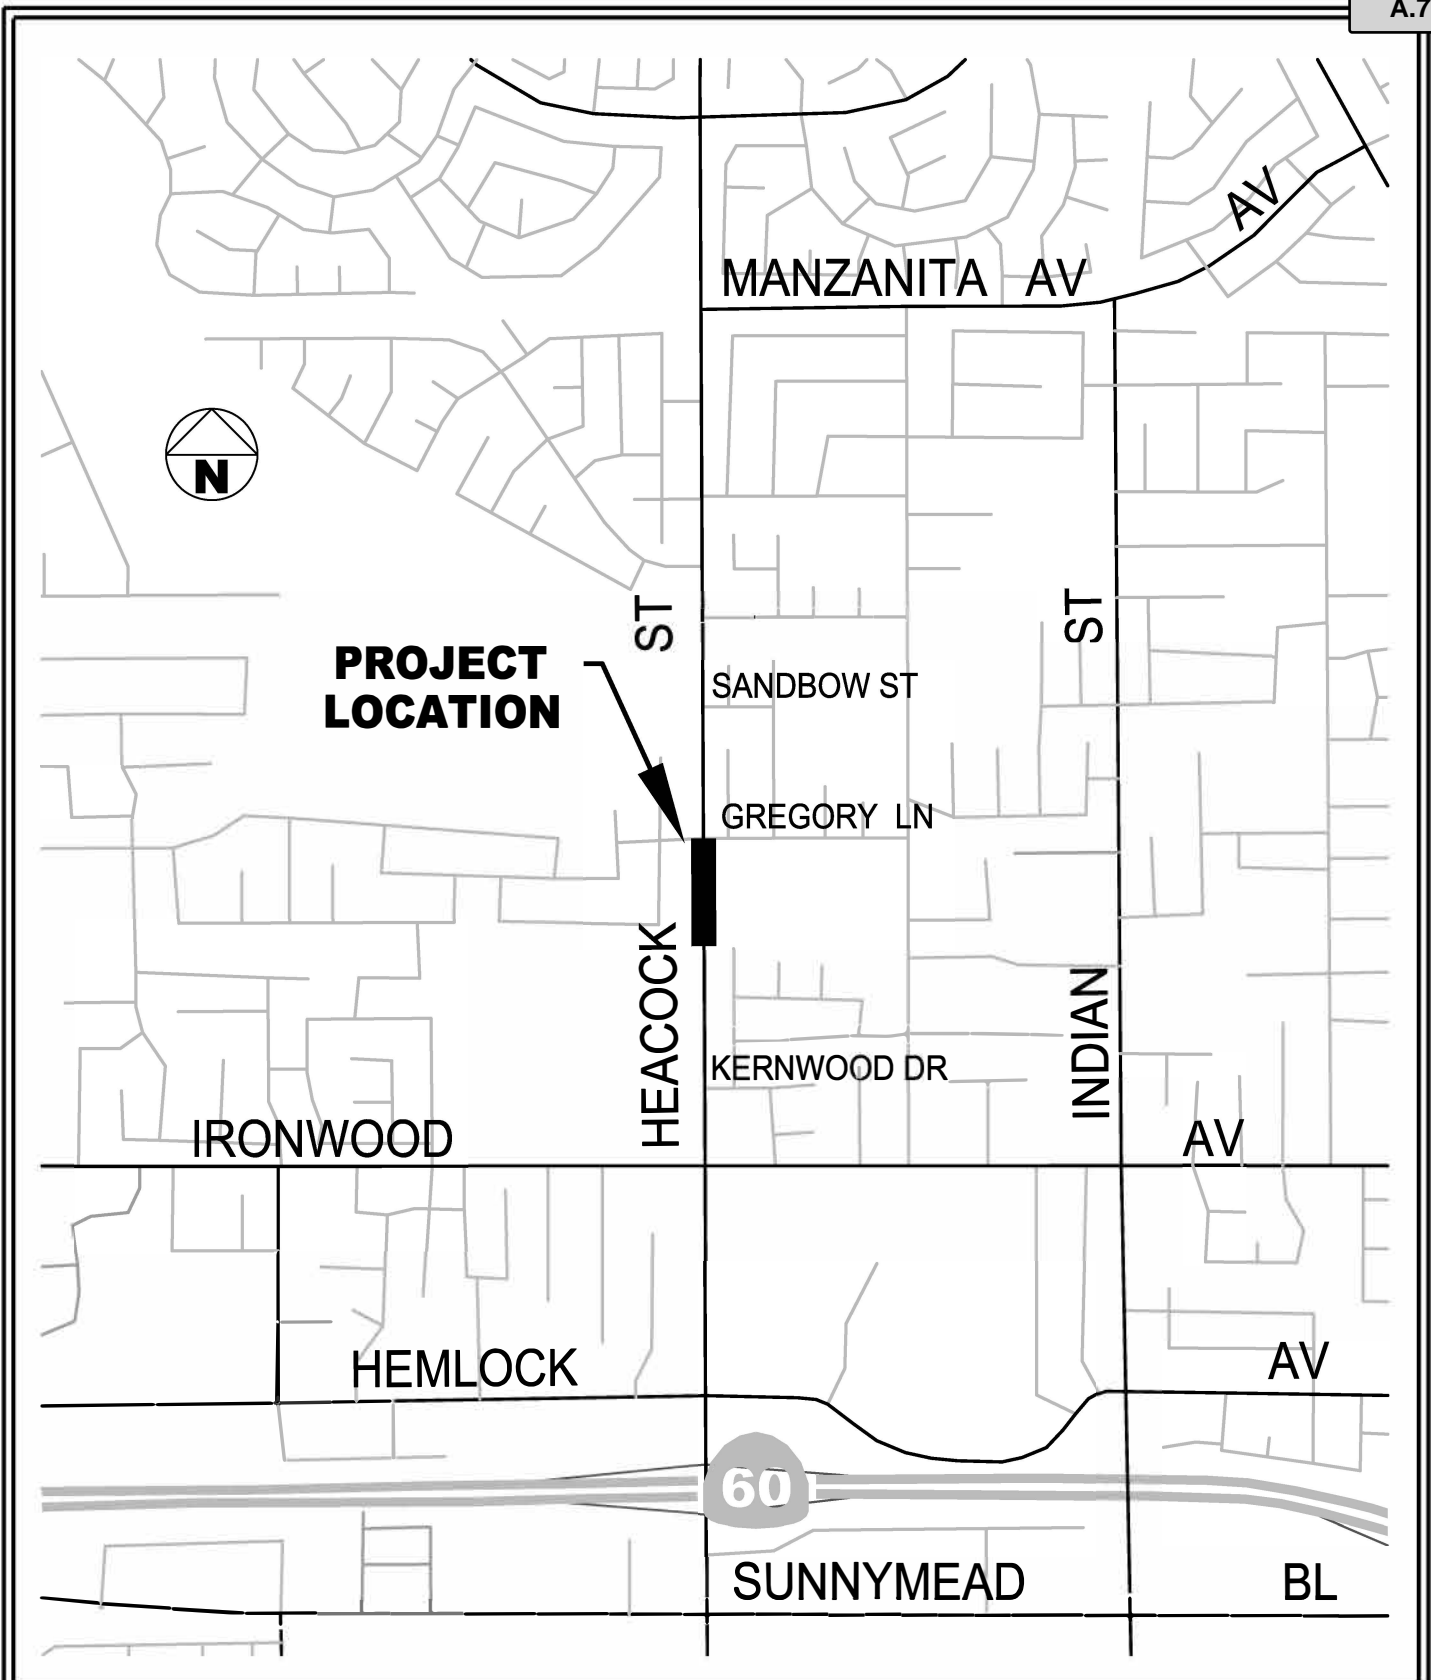 A.7
AV
MANZANITA AV
N
ST
ST
PROJECT
LOCATION
SANDBOW ST
GREGORY LN
HEACOCK
INDIAN
KERNWOOD DR
IRONWOOD
AV
HEMLOCK
AV
60
SUNNYMEAD
BL